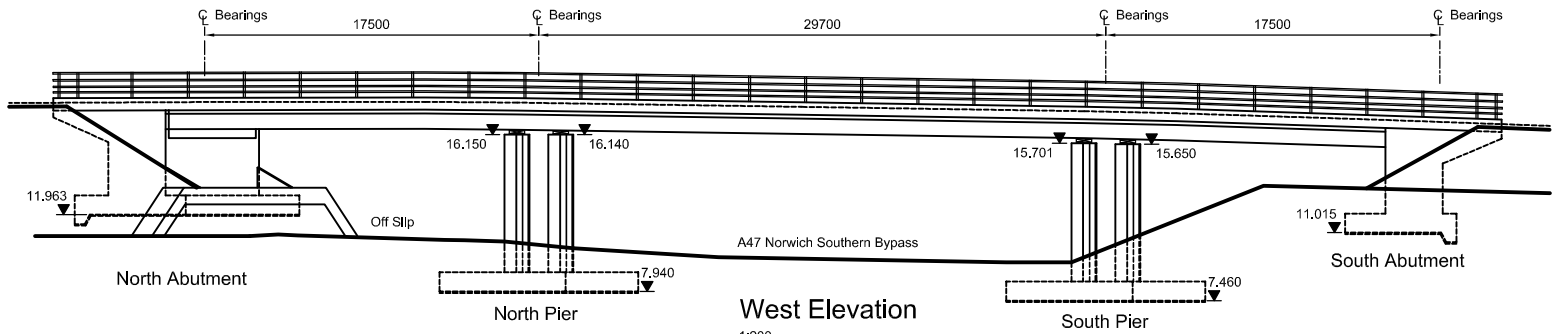 ℄ Bearings
℄ Bearings
℄ Bearings
℄ Bearings
17500
29700
17500
16.150
16.140
15.701
15.650
11.963
11.015
Off Slip
A47 Norwich Southern Bypass
North Abutment
South Abutment
7.940
7.460
North Pier
West Elevation
South Pier